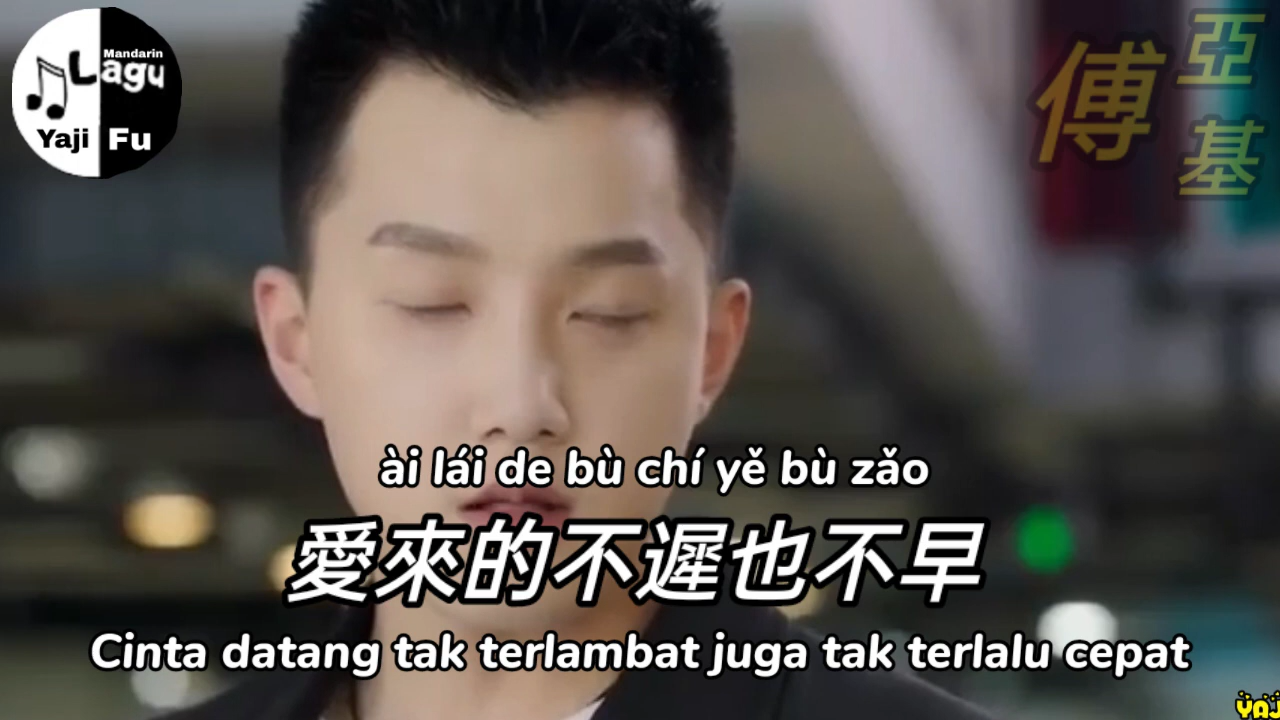 Mandarin
Lagu
Yaji Fu
傅亞基
ài lái de bù chí yě bù zǎo
愛來的不遲也不早
Cinta datang tak terlambat juga tak terlalu cepat